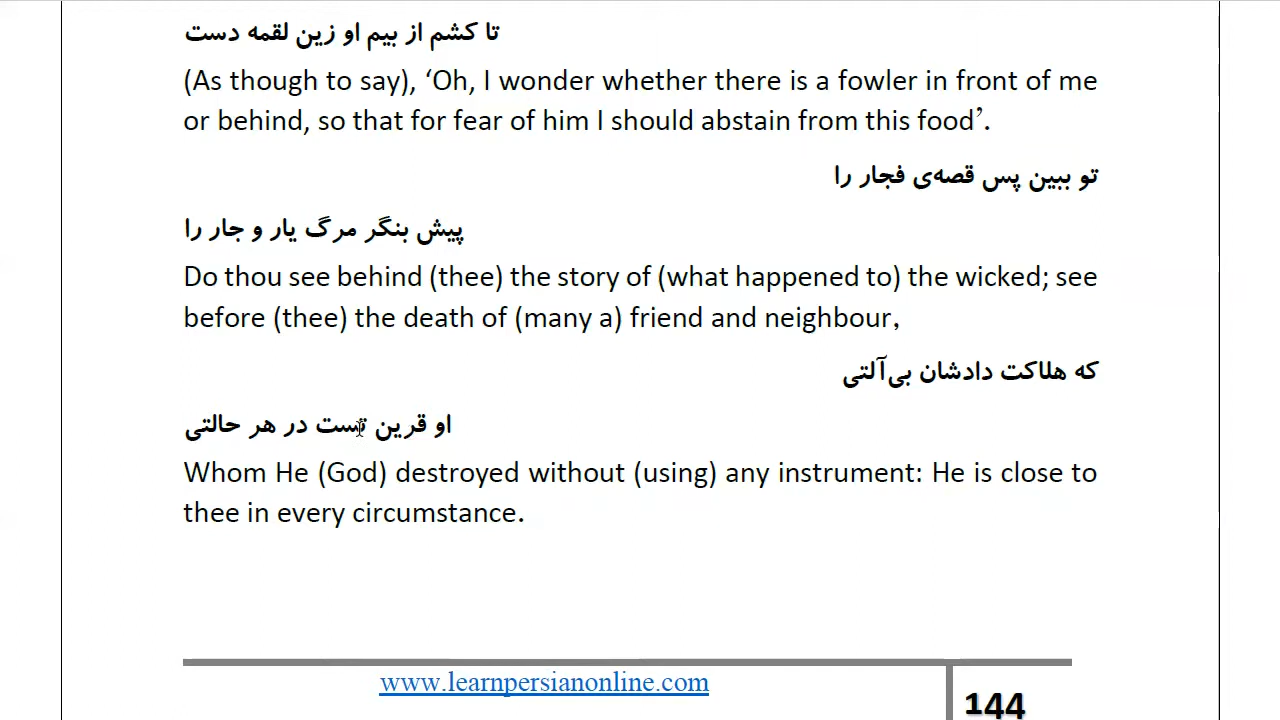 تا کشم از بیم او زین لقمه دست
(As though to say), ‘Oh, I wonder whether there is a fowler in front of me
or behind, so that for fear of him I should abstain from this food’.
تو ببین پس قصه‌ی فجار را
پیش بنگر مرگ یار و جار را
Do thou see behind (thee) the story of (what happened to) the wicked; see
before (thee) the death of (many a) friend and neighbour,
که هلاکت دادشان بی‌آلتی
او قرین تست در هر حالتی
Whom He (God) destroyed without (using) any instrument: He is close to
thee in every circumstance.
www.learnpersianonline.com
144